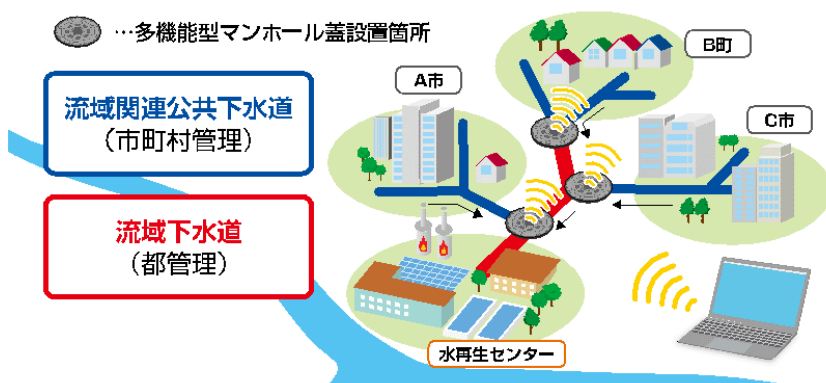 …多機能型マンホール蓋設置箇所
流域関連公共下水道
（市町村管理）
流域下水道
（都管理）
A市
B町
C市
水再生センター